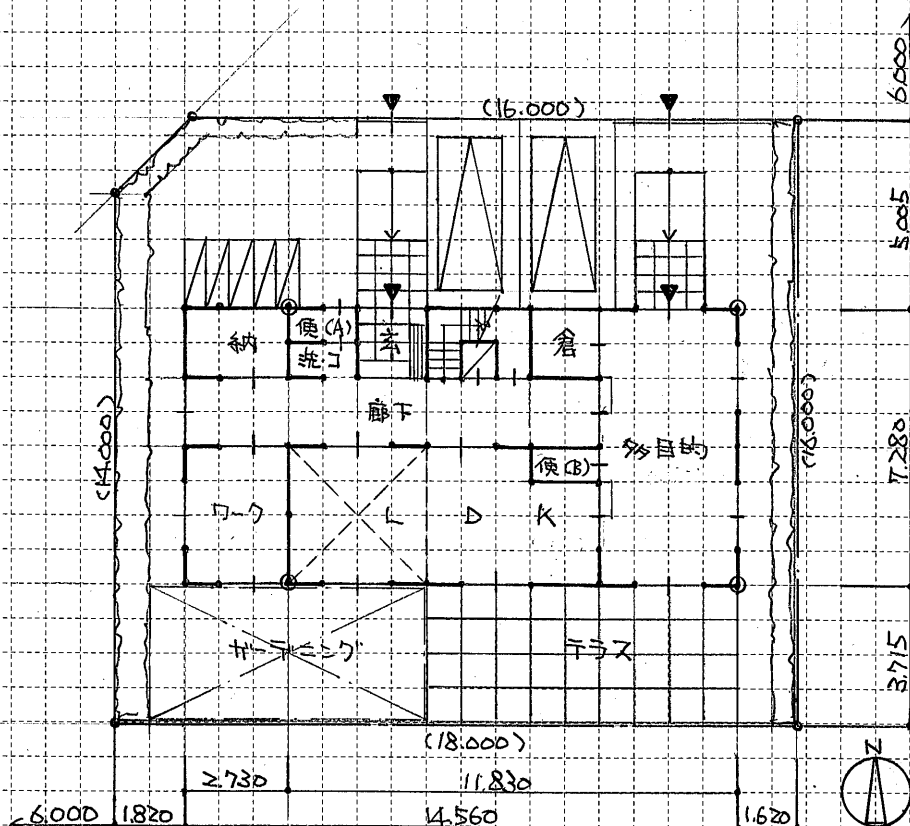 6.000
(16.000)
5.005
便(A)
納
洗コ
玄
倉
廊下
(14.000)
(16.000)
7.280
多目的
便(B)
ワーク
L D K
ガーデニング
テラス
3.715
(18.000)
N
2.730
11.830
6.000
1.820
14.560
1.620